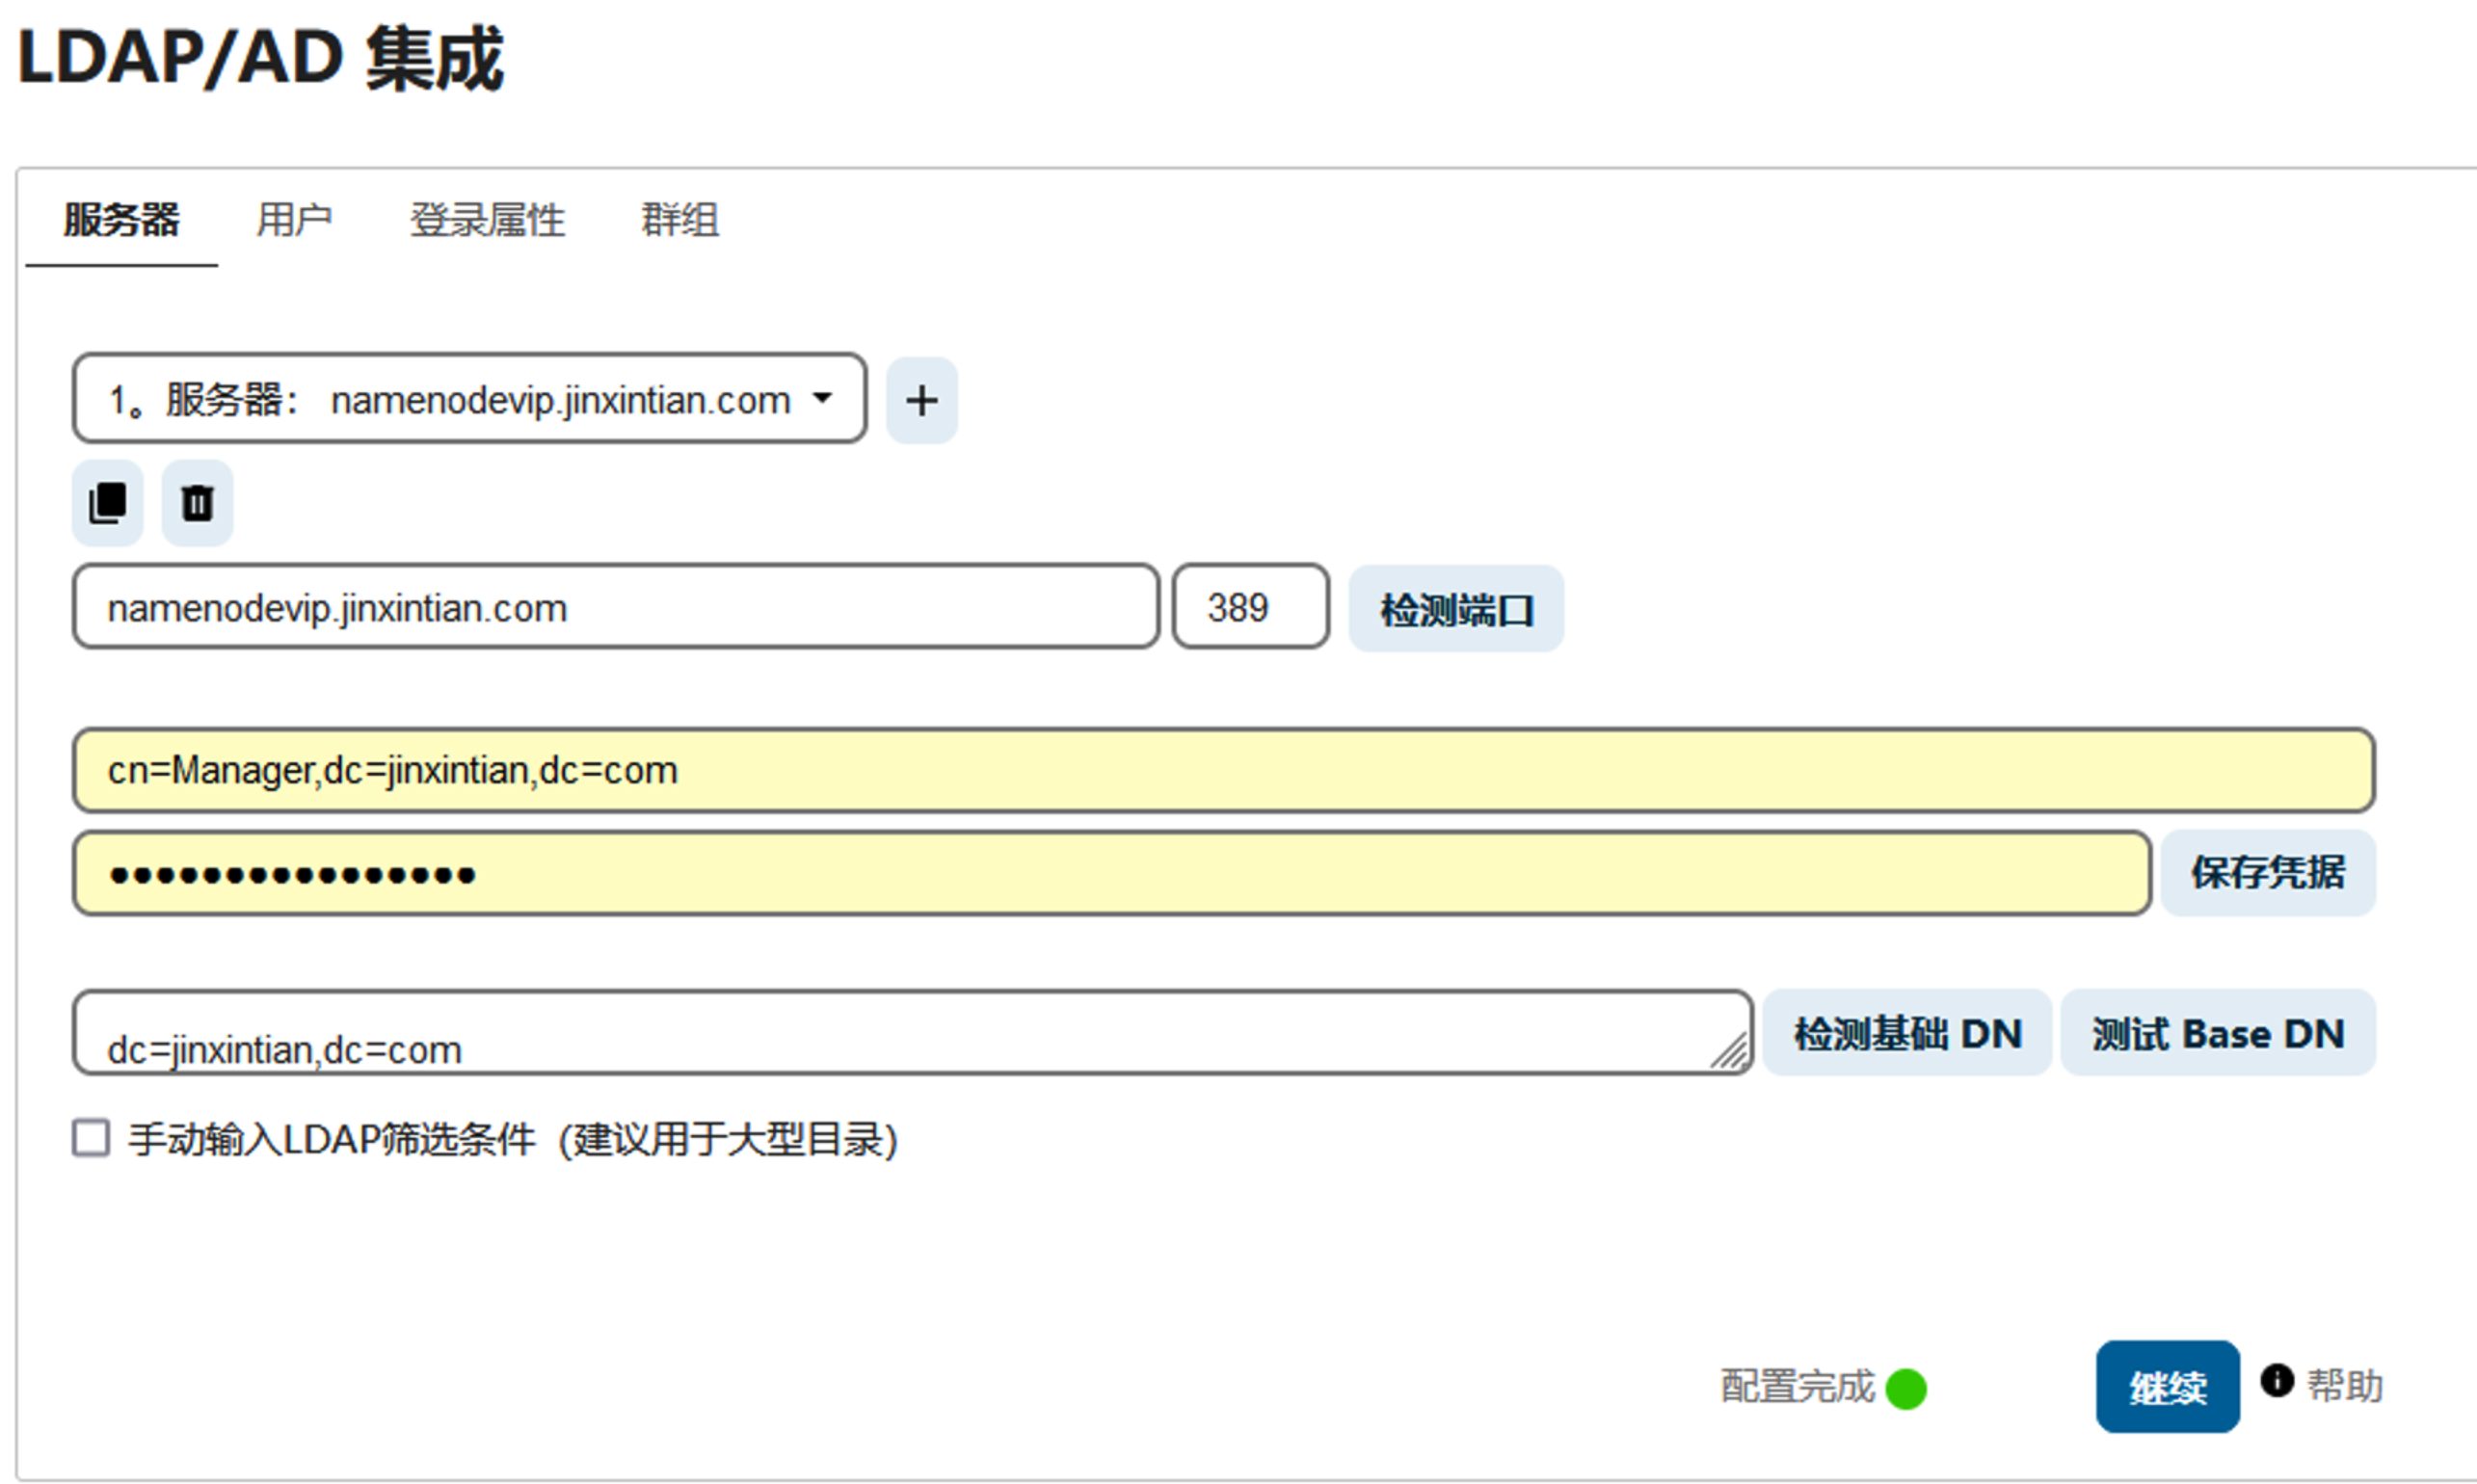 LDAP/AD 集成
服务器 用户 登录属性 群组
1。服务器： namenodevip.jinxintian.com +
namenodevip.jinxintian.com 389 检测端口
cn=Manager,dc=jinxintian,dc=com
●●●●●●●●●●●●●●●● 保存凭据
dc=jinxintian,dc=com 检测基础 DN 测试 Base DN
手动输入LDAP筛选条件（建议用于大型目录)
配置完成 继续 帮助